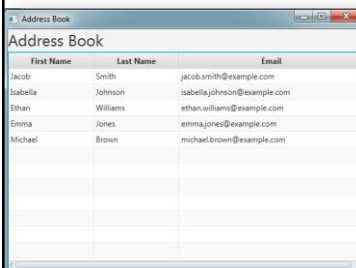 Address Book
Address Book
First Name Last Name Email
Jacob Smith jacob.smith@example.com
Isabella Johnson isabella.johnson@example.com
Ethan Williams ethan.williams@example.com
Emma Jones emma.jones@example.com
Michael Brown michael.brown@example.com